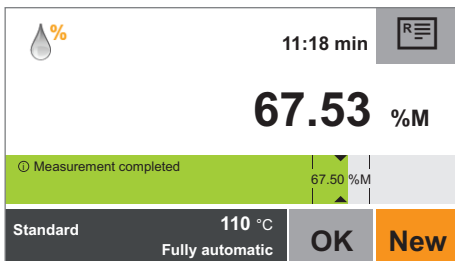 %
11:18 min
R
67.53 %M
ⓘ Measurement completed
67.50 %M
Standard
110 °C
Fully automatic
OK
New